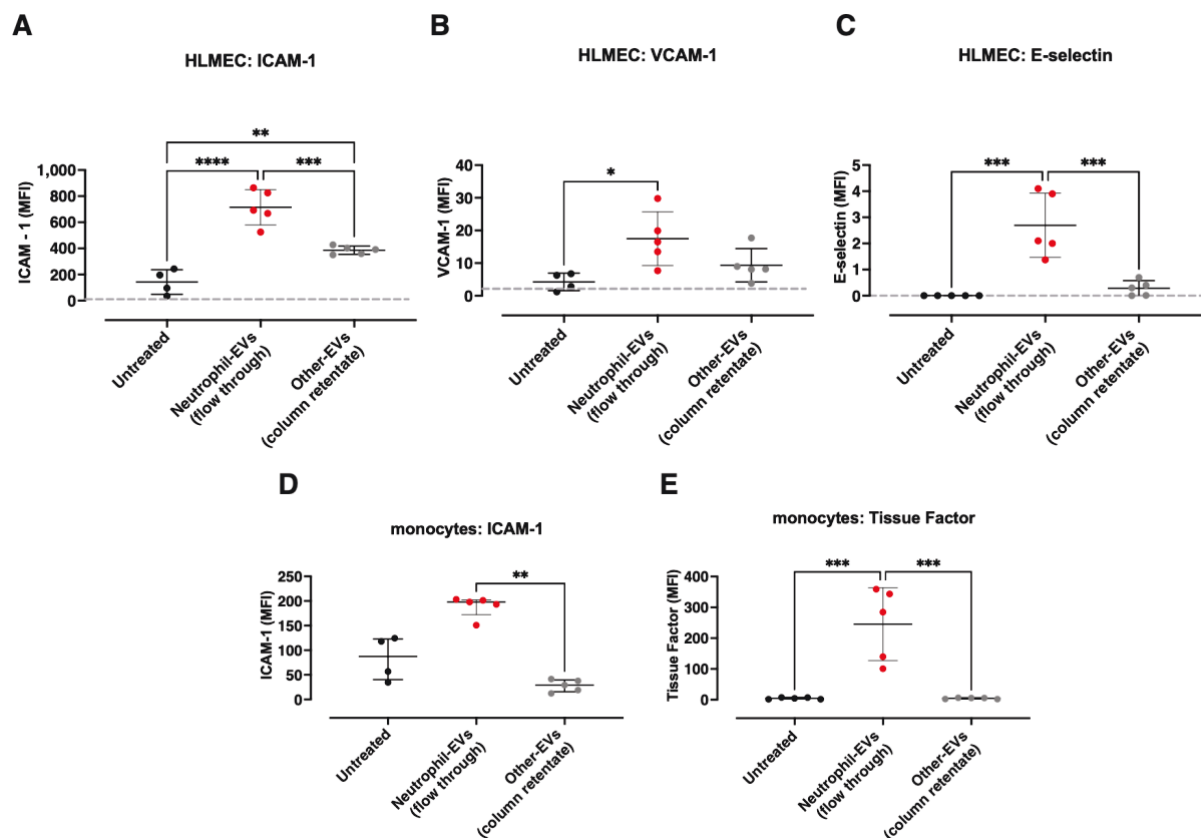 A
HLMEC: ICAM-1
**
****
***
ICAM - 1 (MFI)
1,000
800
600
400
200
0
Untreated
Neutrophil-EVs
(flow through)
Other-EVs
(column retentate)
B
HLMEC: VCAM-1
*
VCAM-1 (MFI)
40
30
20
10
0
Untreated
Neutrophil-EVs
(flow through)
Other-EVs
(column retentate)
C
HLMEC: E-selectin
***
***
E-selectin (MFI)
5
4
3
2
1
0
Untreated
Neutrophil-EVs
(flow through)
Other-EVs
(column retentate)
D
monocytes: ICAM-1
**
ICAM-1 (MFI)
250
200
150
100
50
0
Untreated
Neutrophil-EVs
(flow through)
Other-EVs
(column retentate)
E
monocytes: Tissue Factor
***
***
Tissue Factor (MFI)
400
300
200
100
0
Untreated
Neutrophil-EVs
(flow through)
Other-EVs
(column retentate)